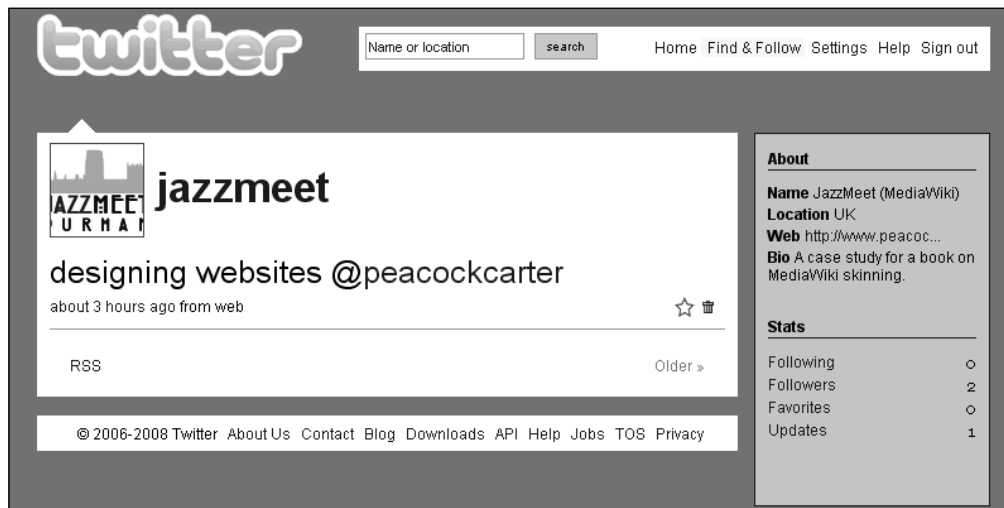 twitter
Name or location search Home Find & Follow Settings Help Sign out
JAZZMEET
DURHAM
jazzmeet
designing websites @peacockcarter
about 3 hours ago from web
RSS Older »
© 2006-2008 Twitter About Us Contact Blog Downloads API Help Jobs TOS Privacy
About
Name JazzMeet (MediaWiki)
Location UK
Web http://www.peacoc...
Bio A case study for a book on
MediaWiki skinning.
Stats
Following 0
Followers 2
Favorites 0
Updates 1